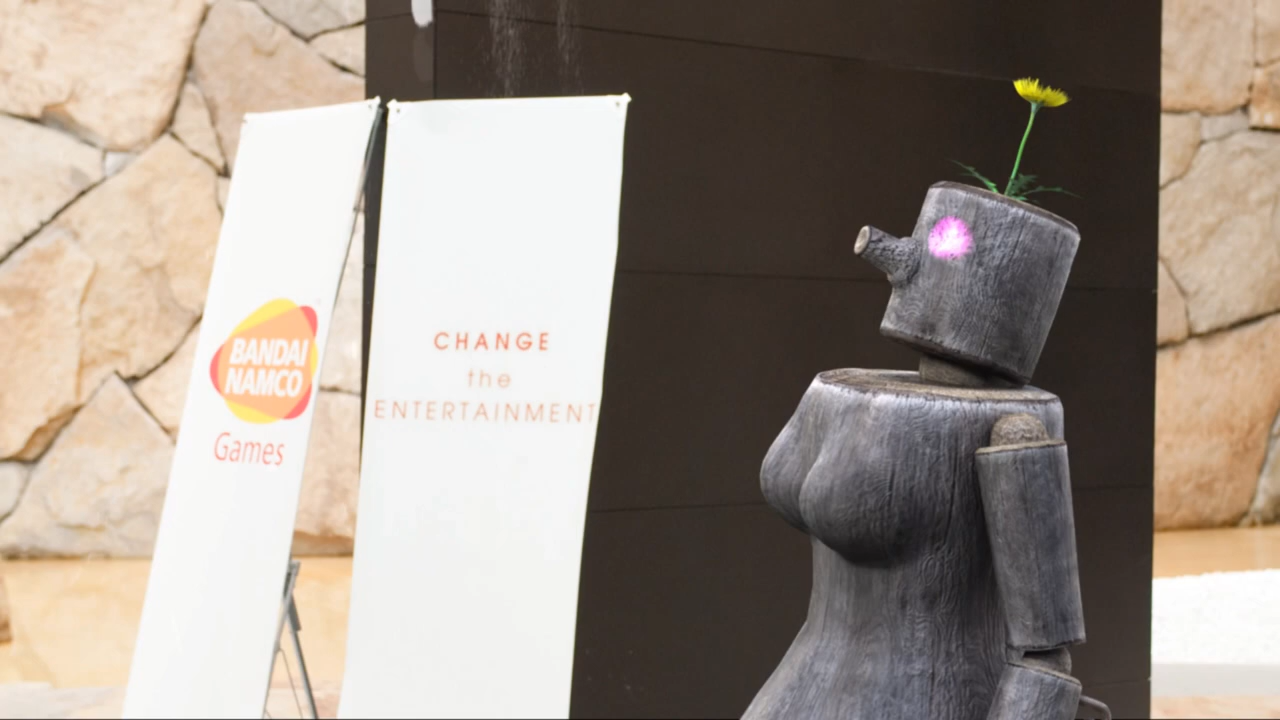 BANDAI
NAMCO
Games
CHANGE
the
ENTERTAINMENT